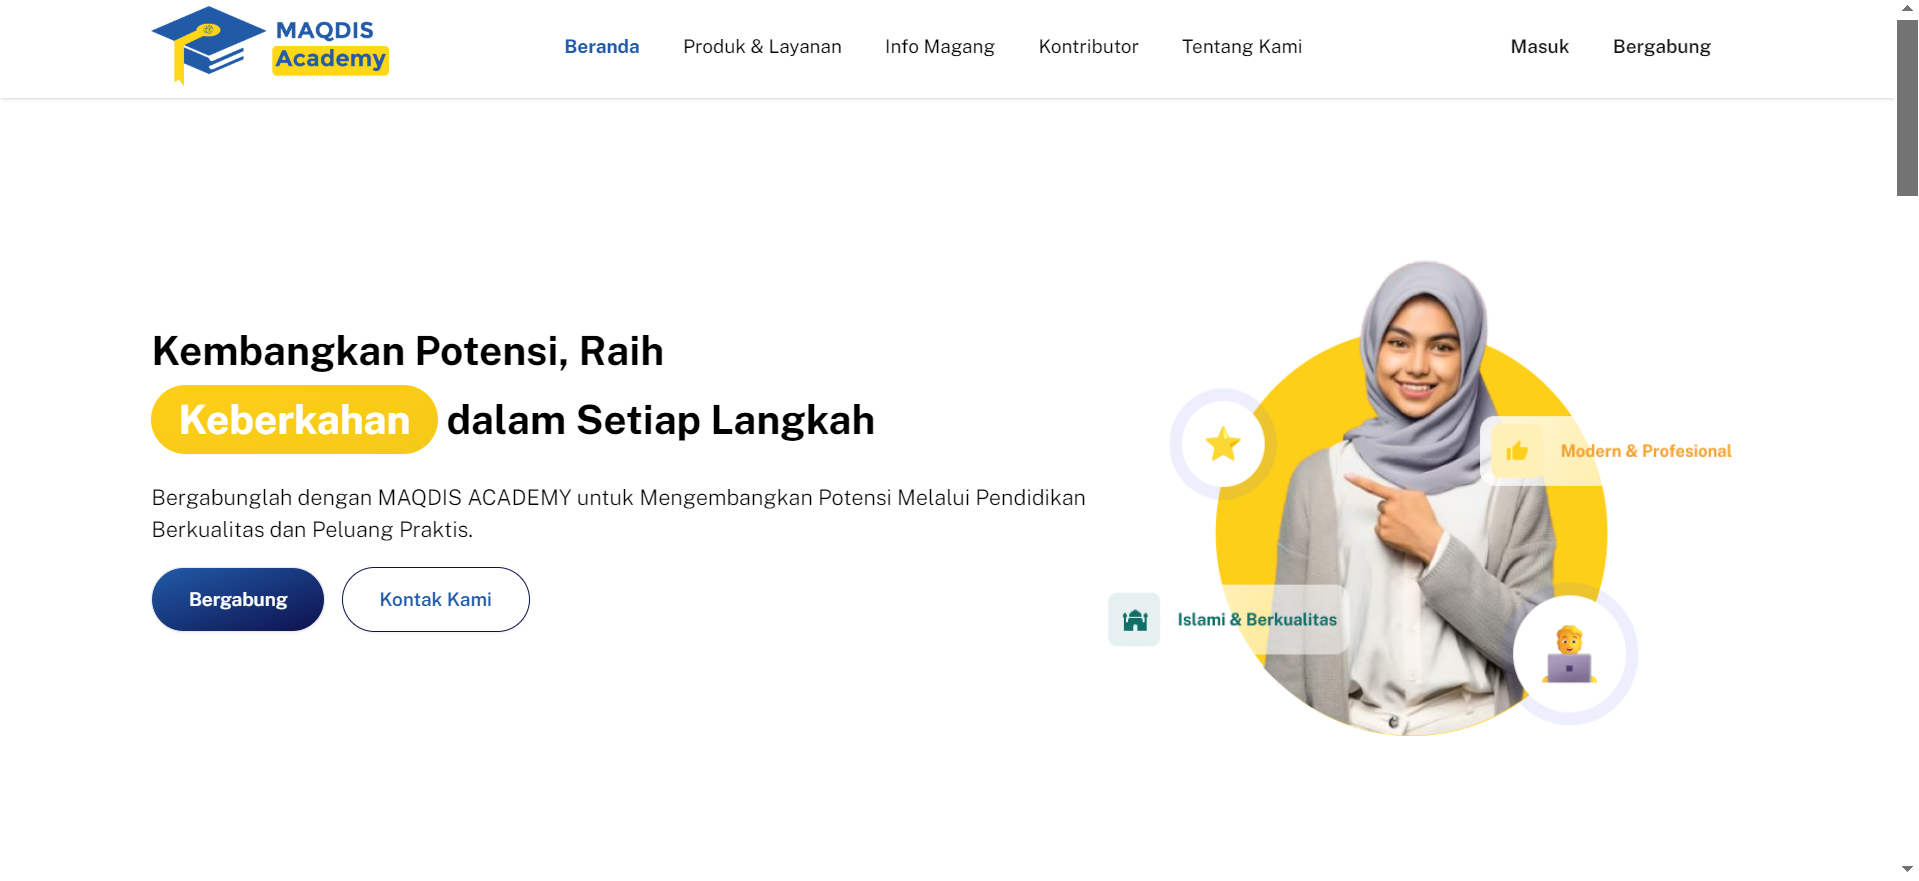 MAQDIS
Academy
Beranda
Produk & Layanan
Info Magang
Kontributor
Tentang Kami
Masuk
Bergabung
Kembangkan Potensi, Raih
Keberkahan dalam Setiap Langkah
Bergabunglah dengan MAQDIS ACADEMY untuk Mengembangkan Potensi Melalui Pendidikan
Berkualitas dan Peluang Praktis.
Bergabung
Kontak Kami
Modern & Profesional
Islami & Berkualitas